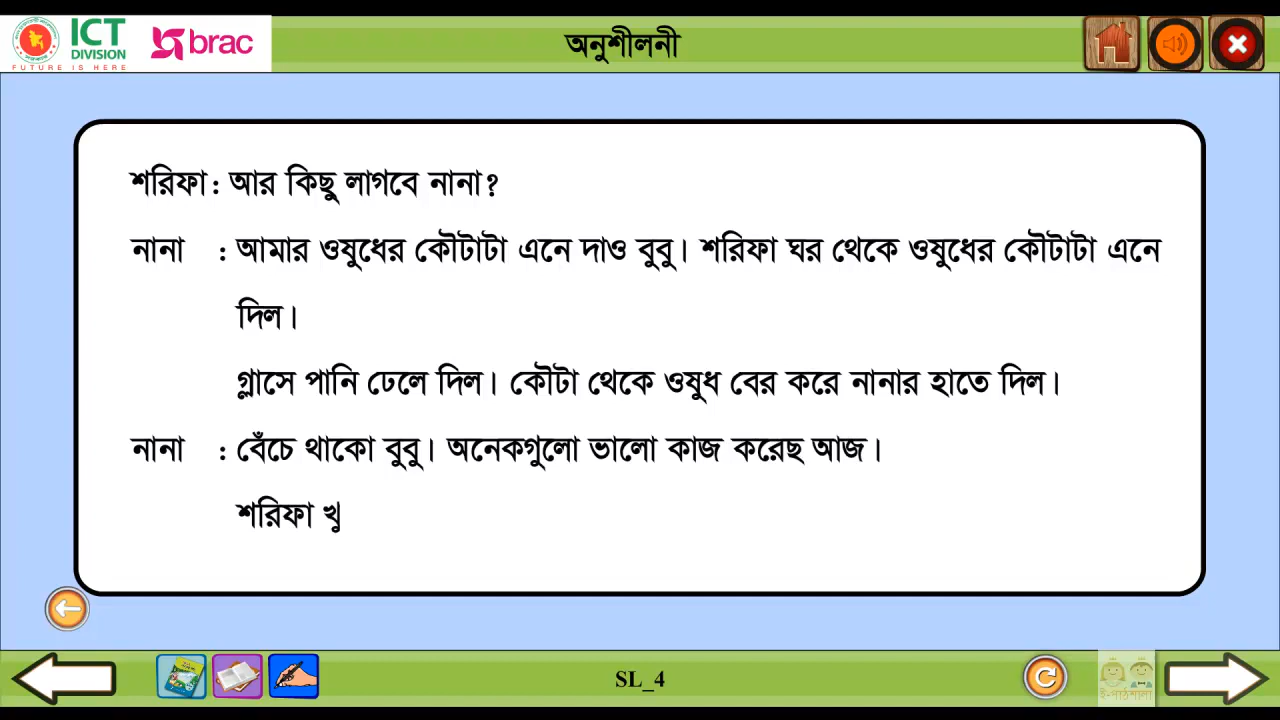 ICT
DIVISION
FUTURE IS HERE
brac
অনুশীলনী
শরিফা: আর কিছু লাগবে নানা?
নানা : আমার ওষুধের কৌটাটা এনে দাও বুবু। শরিফা ঘর থেকে ওষুধের কৌটাটা এনে
দিল।
গ্লাসে পানি ঢেলে দিল। কৌটা থেকে ওষুধ বের করে নানার হাতে দিল।
নানা : বেঁচে থাকো বুবু। অনেকগুলো ভালো কাজ করেছ আজ।
শরিফা খু
SL_4
ই-পাঠশালা